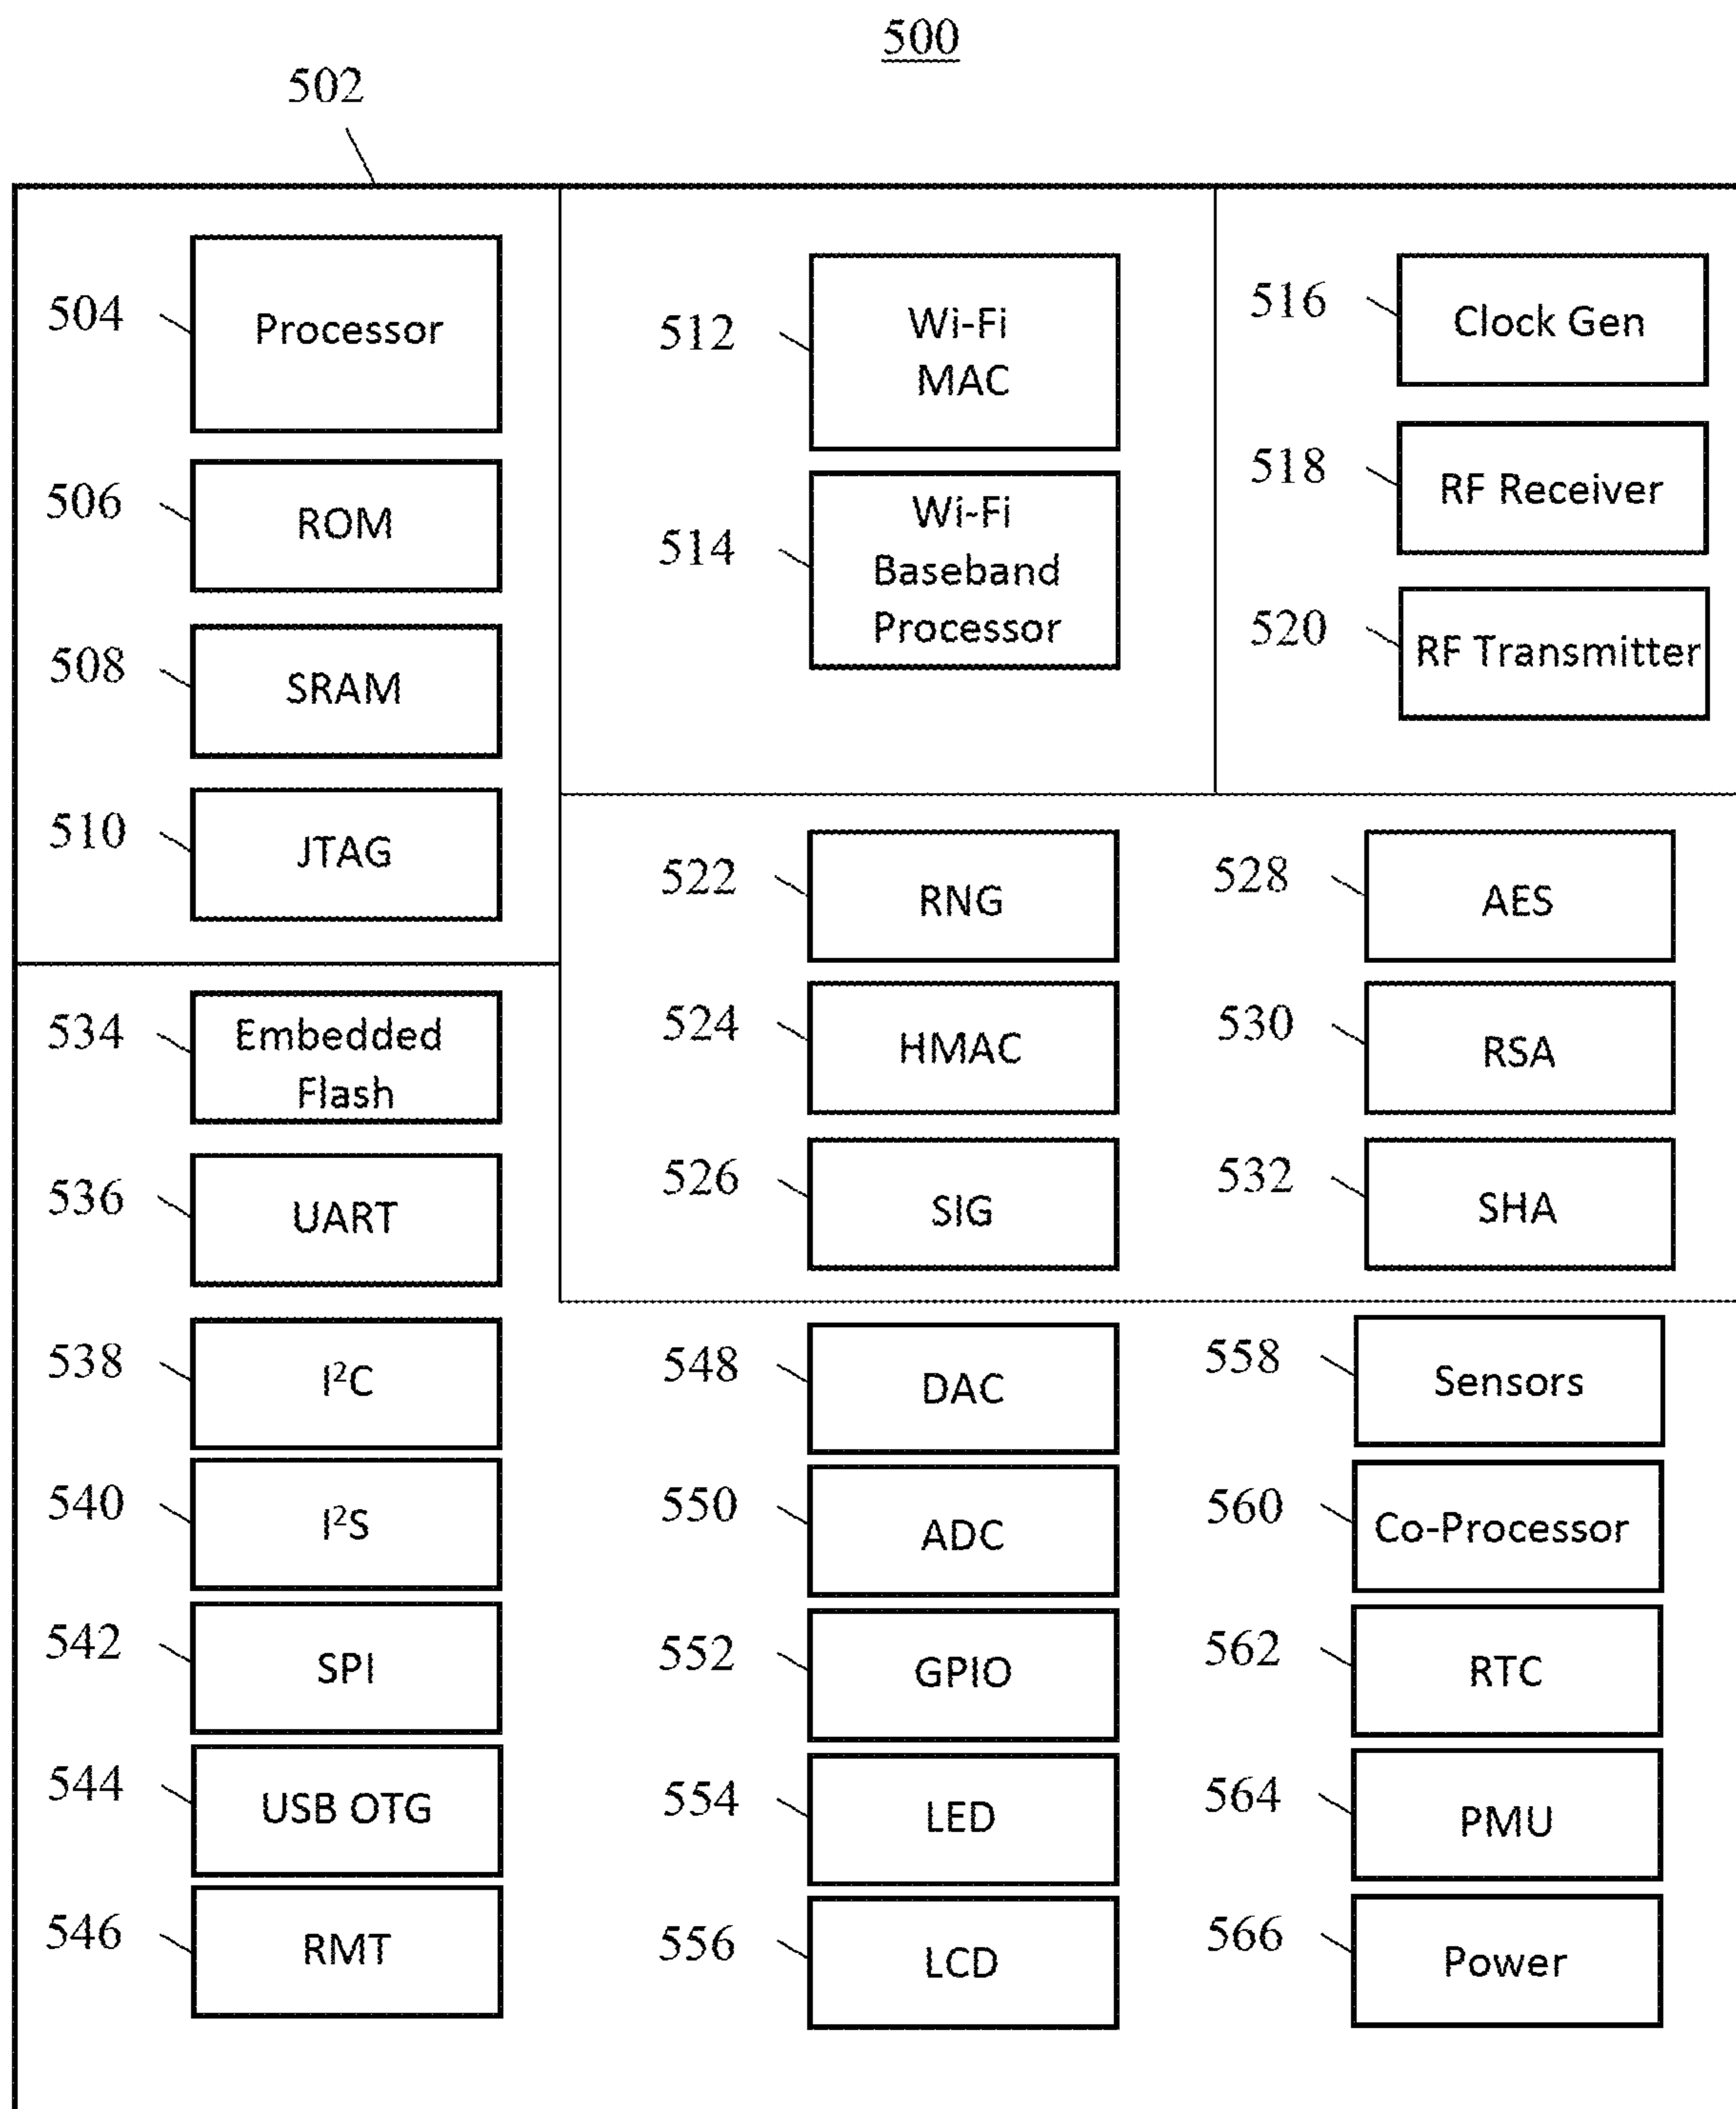 500
502
504
Processor
506
ROM
508
SRAM
510
JTAG
512
Wi-Fi
MAC
514
Wi-Fi
Baseband
Processor
516
Clock Gen
518
RF Receiver
520
RF Transmitter
522
RNG
524
HMAC
526
SIG
528
AES
530
RSA
532
SHA
534
Embedded
Flash
536
UART
538
I²C
540
I²S
542
SPI
544
USB OTG
546
RMT
548
DAC
550
ADC
552
GPIO
554
LED
556
LCD
558
Sensors
560
Co-Processor
562
RTC
564
PMU
566
Power